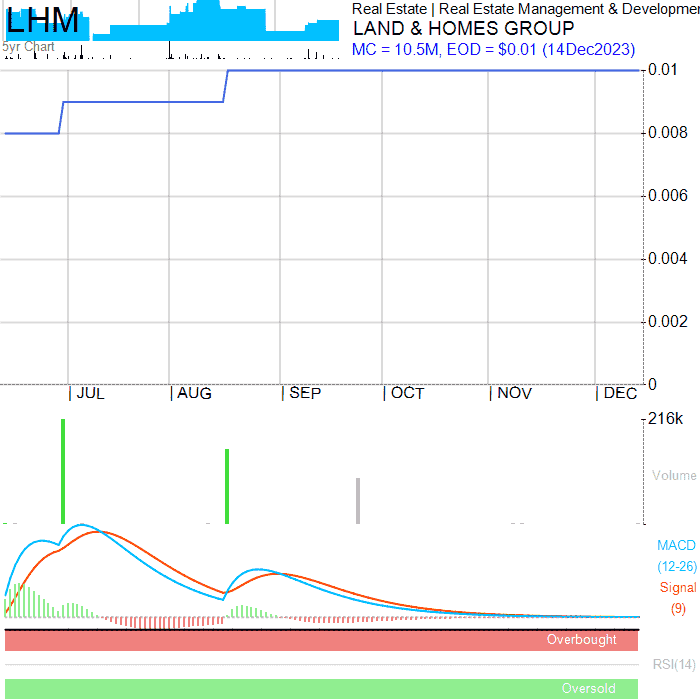 LHM
5yr Chart
Real Estate | Real Estate Management & Developmer
LAND & HOMES GROUP
MC = 10.5M, EOD = $0.01 (14Dec2023)
0.01
0.008
0.006
0.004
0.002
0
JUL AUG SEP OCT NOV DEC
216k
Volume
MACD
(12-26)
Signal
(9)
Overbought
RSI(14)
Oversold